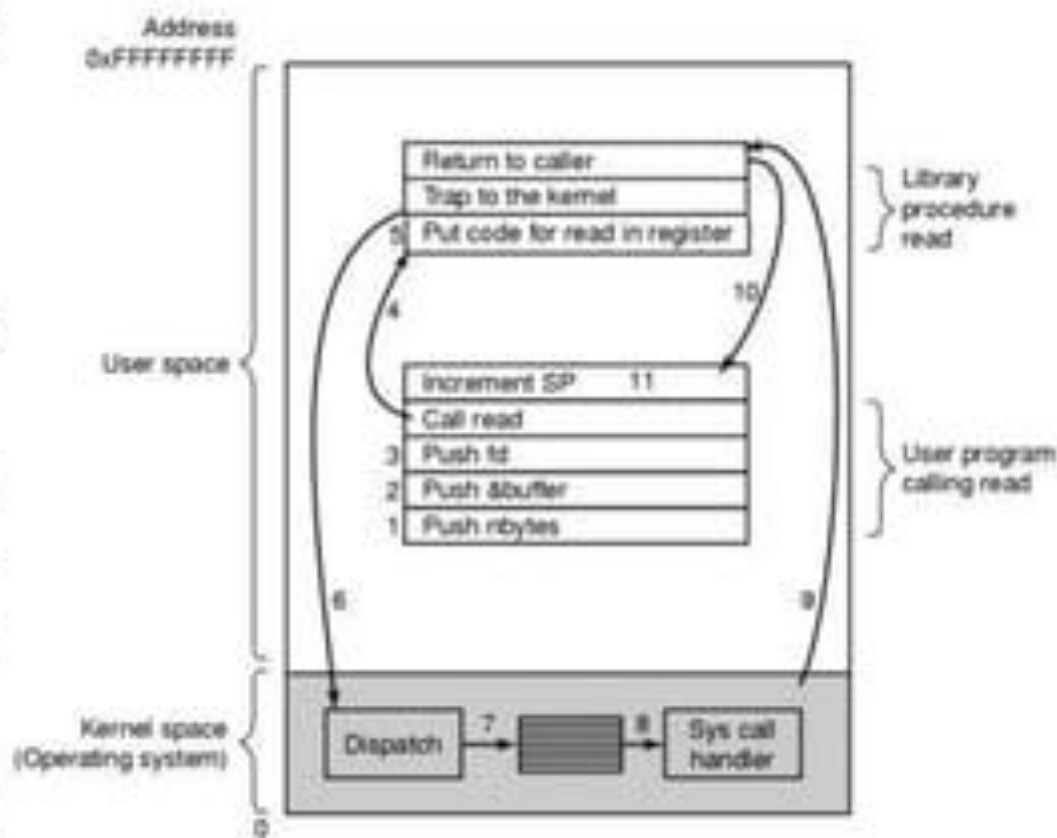 Address
0xFFFFFFFF
Return to caller
Trap to the kernel
5 Put code for read in register
Library
procedure
read
4
10
User space
Increment SP 11
Call read
3 Push fd
2 Push &buffer
1 Push nbytes
User program
calling read
6
9
Kernel space
(Operating system)
Dispatch
7
8
Sys call
handler
0